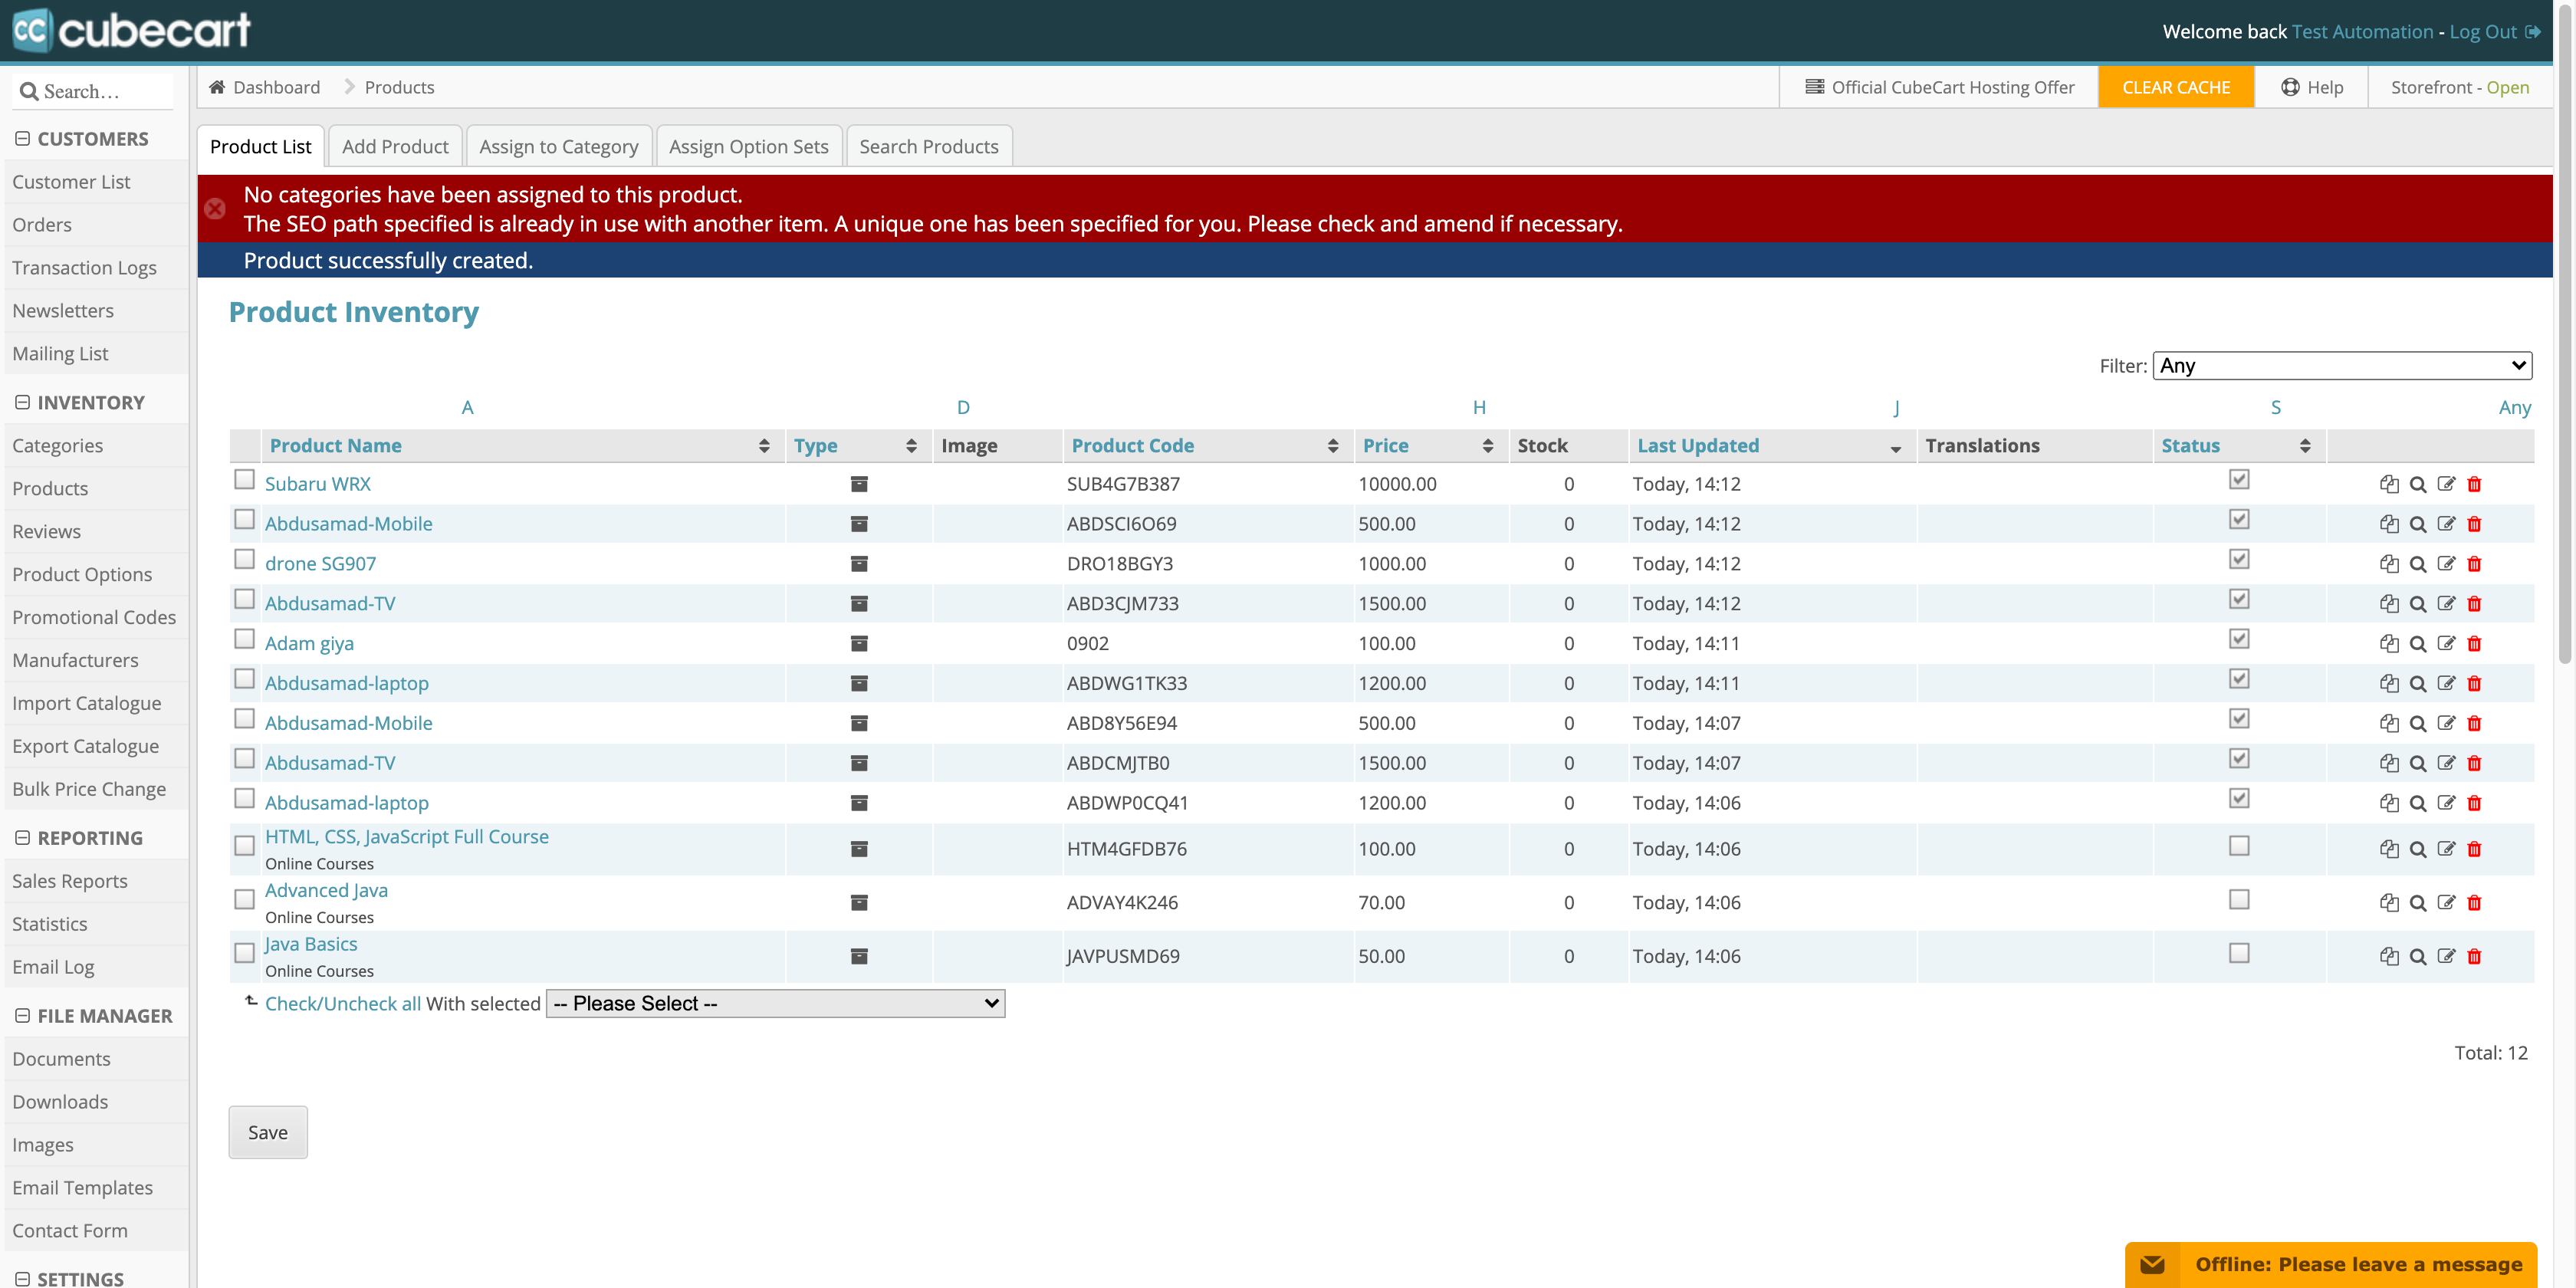 cubecart
Welcome back Test Automation - Log Out
Search...
Dashboard Products
Official CubeCart Hosting Offer
CLEAR CACHE
Help
Storefront - Open
CUSTOMERS
Customer List
Orders
Transaction Logs
Newsletters
Mailing List
INVENTORY
Categories
Products
Reviews
Product Options
Promotional Codes
Manufacturers
Import Catalogue
Export Catalogue
Bulk Price Change
REPORTING
Sales Reports
Statistics
Email Log
FILE MANAGER
Documents
Downloads
Images
Email Templates
Contact Form
SETTINGS
Product List Add Product Assign to Category Assign Option Sets Search Products
No categories have been assigned to this product.
The SEO path specified is already in use with another item. A unique one has been specified for you. Please check and amend if necessary.
Product successfully created.
Product Inventory
Filter: Any
A D H J S Any
Product Name Type Image Product Code Price Stock Last Updated Translations Status
Subaru WRX SUB4G7B387 10000.00 0 Today, 14:12
Abdusamad-Mobile ABDSCI6O69 500.00 0 Today, 14:12
drone SG907 DRO18BGY3 1000.00 0 Today, 14:12
Abdusamad-TV ABD3CJM733 1500.00 0 Today, 14:12
Adam giya 0902 100.00 0 Today, 14:11
Abdusamad-laptop ABDWG1TK33 1200.00 0 Today, 14:11
Abdusamad-Mobile ABD8Y56E94 500.00 0 Today, 14:07
Abdusamad-TV ABDCMJTB0 1500.00 0 Today, 14:07
Abdusamad-laptop ABDWP0CQ41 1200.00 0 Today, 14:06
HTML, CSS, JavaScript Full Course HTM4GFDB76 100.00 0 Today, 14:06
Online Courses
Advanced Java ADVAY4K246 70.00 0 Today, 14:06
Online Courses
Java Basics JAVPUSMD69 50.00 0 Today, 14:06
Online Courses
Check/Uncheck all With selected -- Please Select --
Total: 12
Save
Offline: Please leave a message